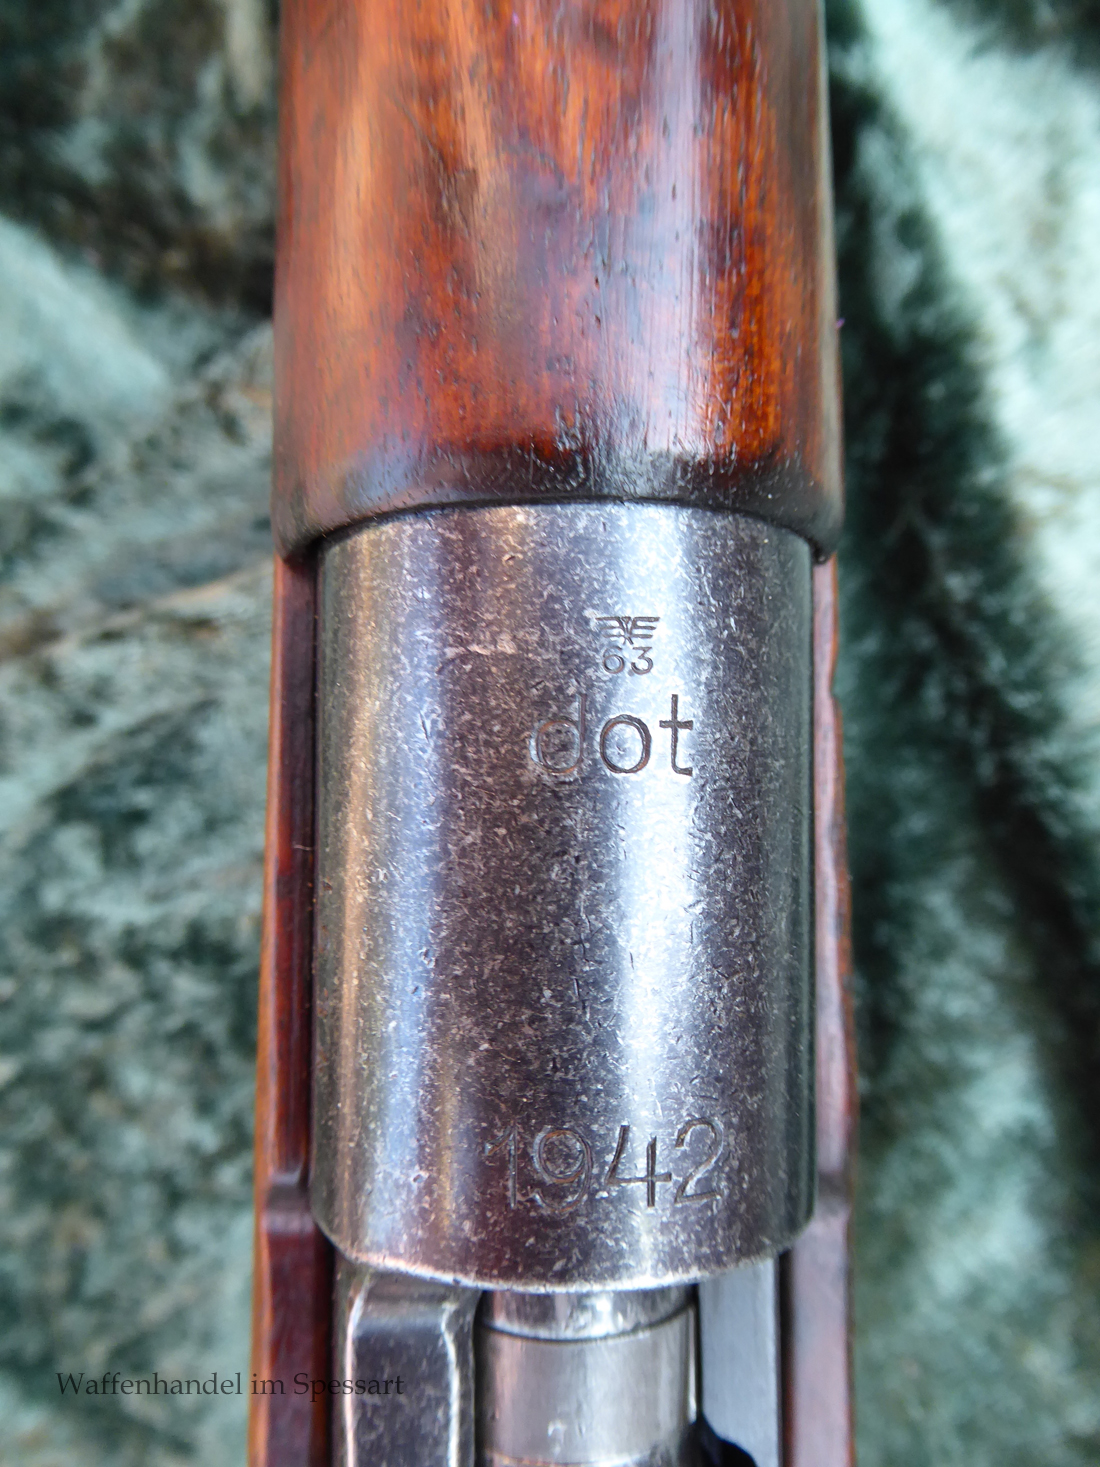 63
dot
1942
Waffenhandel im Spessart